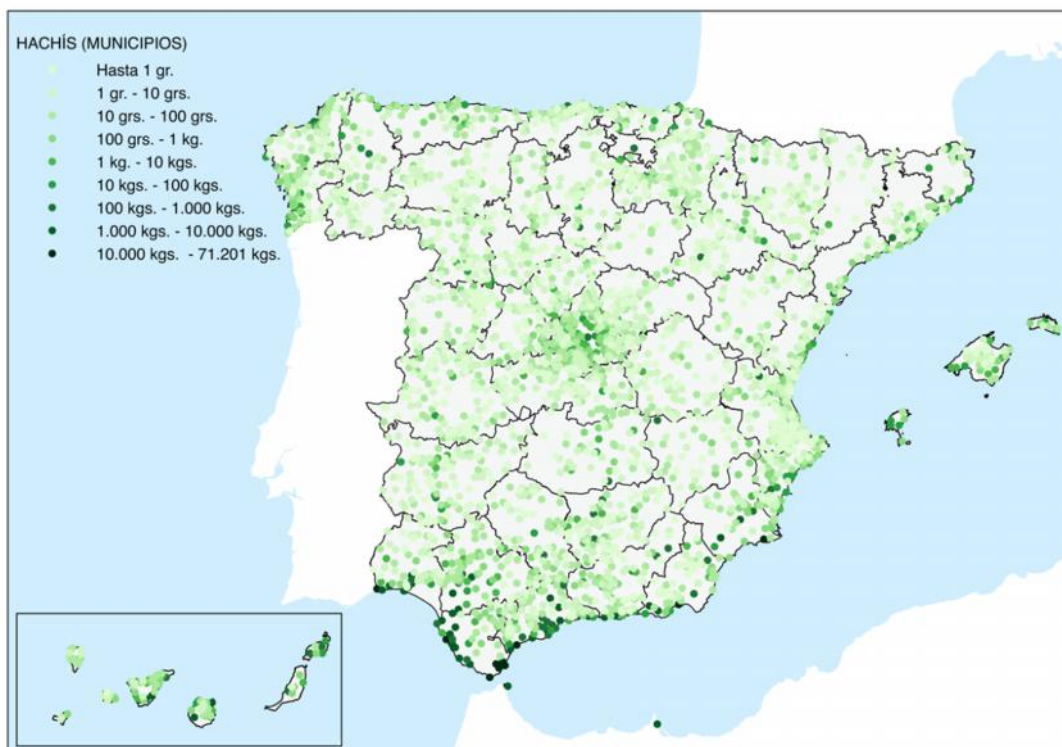 HACHÍS (MUNICIPIOS)
Hasta 1 gr.
1 gr. - 10 grs.
10 grs. - 100 grs.
100 grs. - 1 kg.
1 kg. - 10 kgs.
10 kgs. - 100 kgs.
100 kgs. - 1.000 kgs.
1.000 kgs. - 10.000 kgs.
10.000 kgs. - 71.201 kgs.